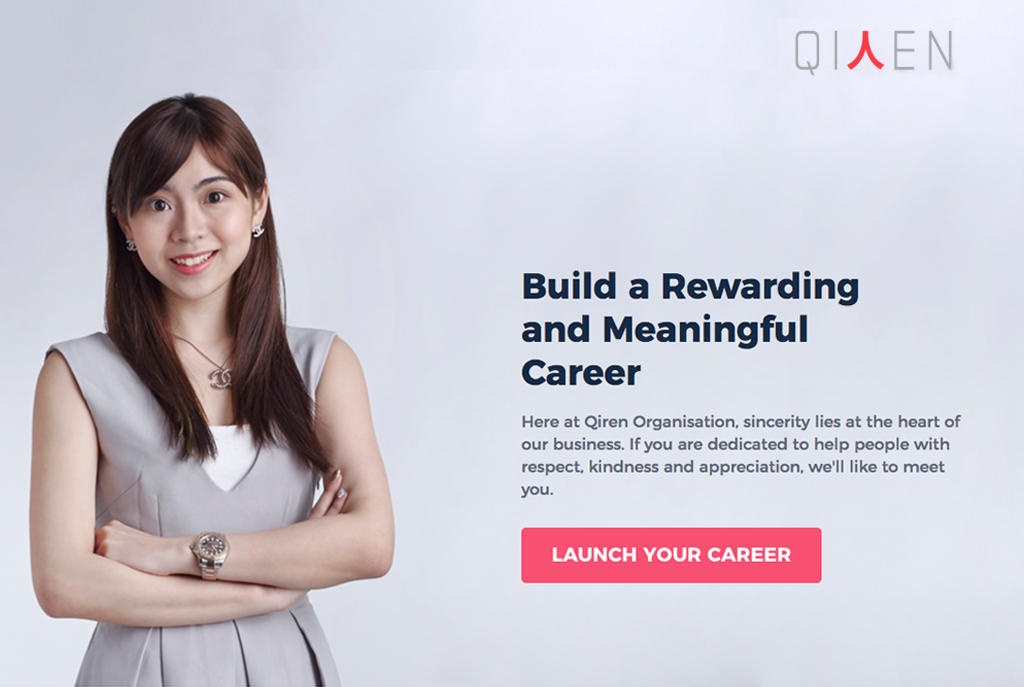 QI人EN
Build a Rewarding
and Meaningful
Career
Here at Qiren Organisation, sincerity lies at the heart of
our business. If you are dedicated to help people with
respect, kindness and appreciation, we'll like to meet
you.
LAUNCH YOUR CAREER